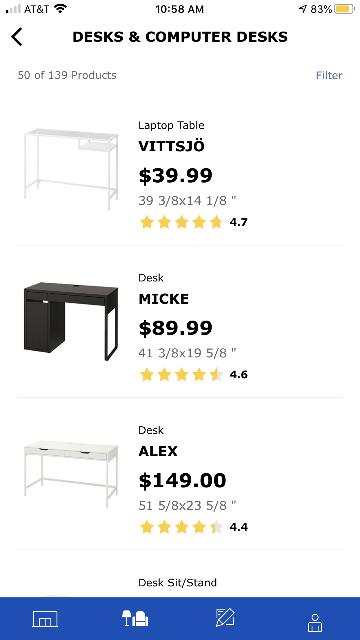 AT&T 10:58 AM 83%
DESKS & COMPUTER DESKS
50 of 139 Products Filter
Laptop Table
VITTSJÖ
$39.99
39 3/8x14 1/8 "
4.7
Desk
MICKE
$89.99
41 3/8x19 5/8 "
4.6
Desk
ALEX
$149.00
51 5/8x23 5/8 "
4.4
Desk Sit/Stand